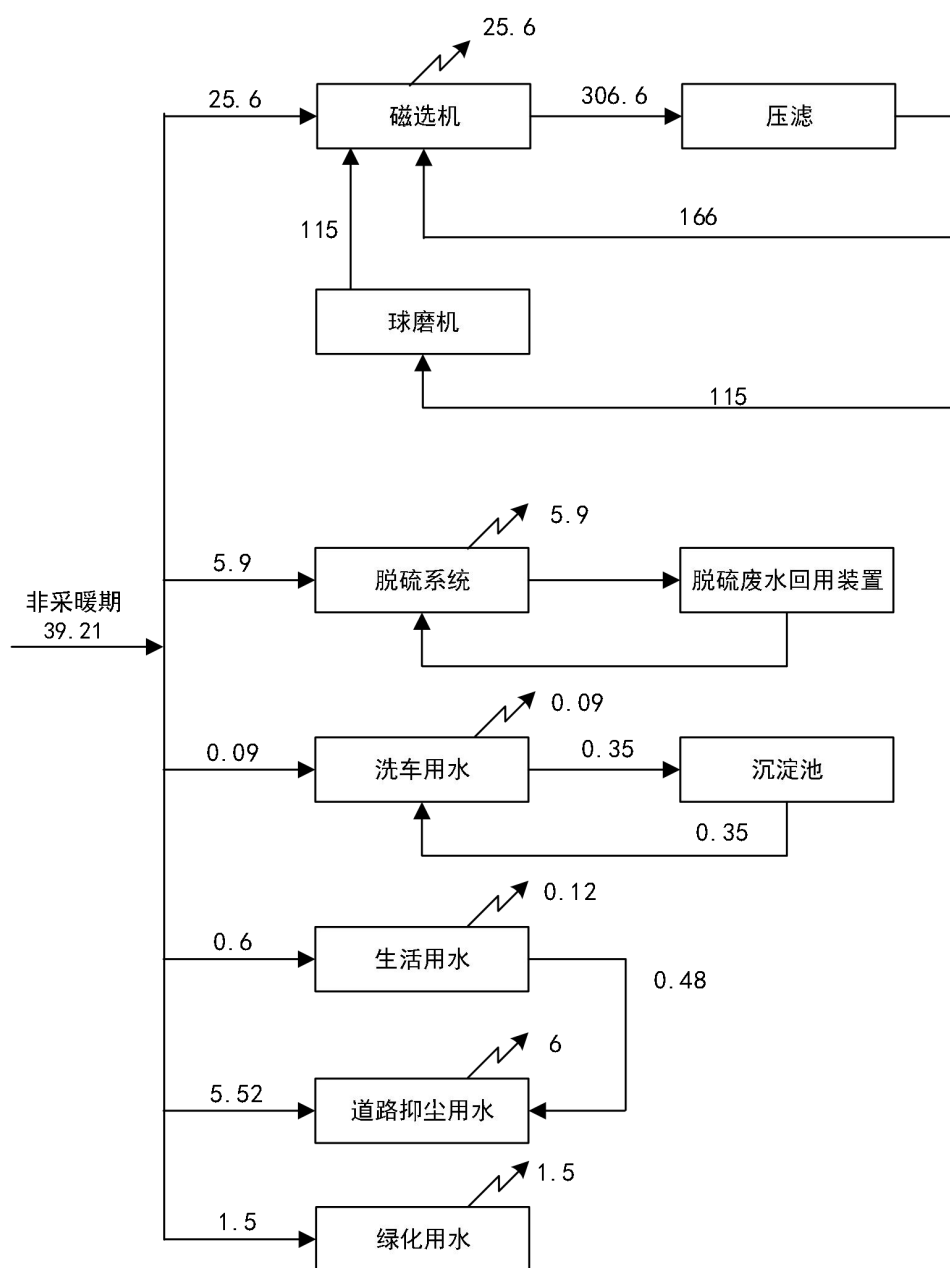 25.6
25.6
磁选机
306.6
压滤
166
115
球磨机
115
5.9
5.9
脱硫系统
脱硫废水回用装置
非采暖期
39.21
0.09
0.09
洗车用水
0.35
沉淀池
0.35
0.12
0.6
生活用水
0.48
6
5.52
道路抑尘用水
1.5
1.5
绿化用水